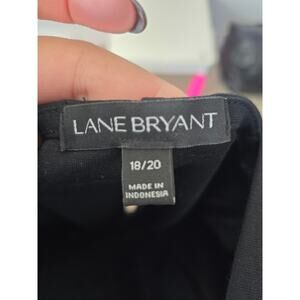 LANE BRYANT
18/20
MADE IN
INDONESIA